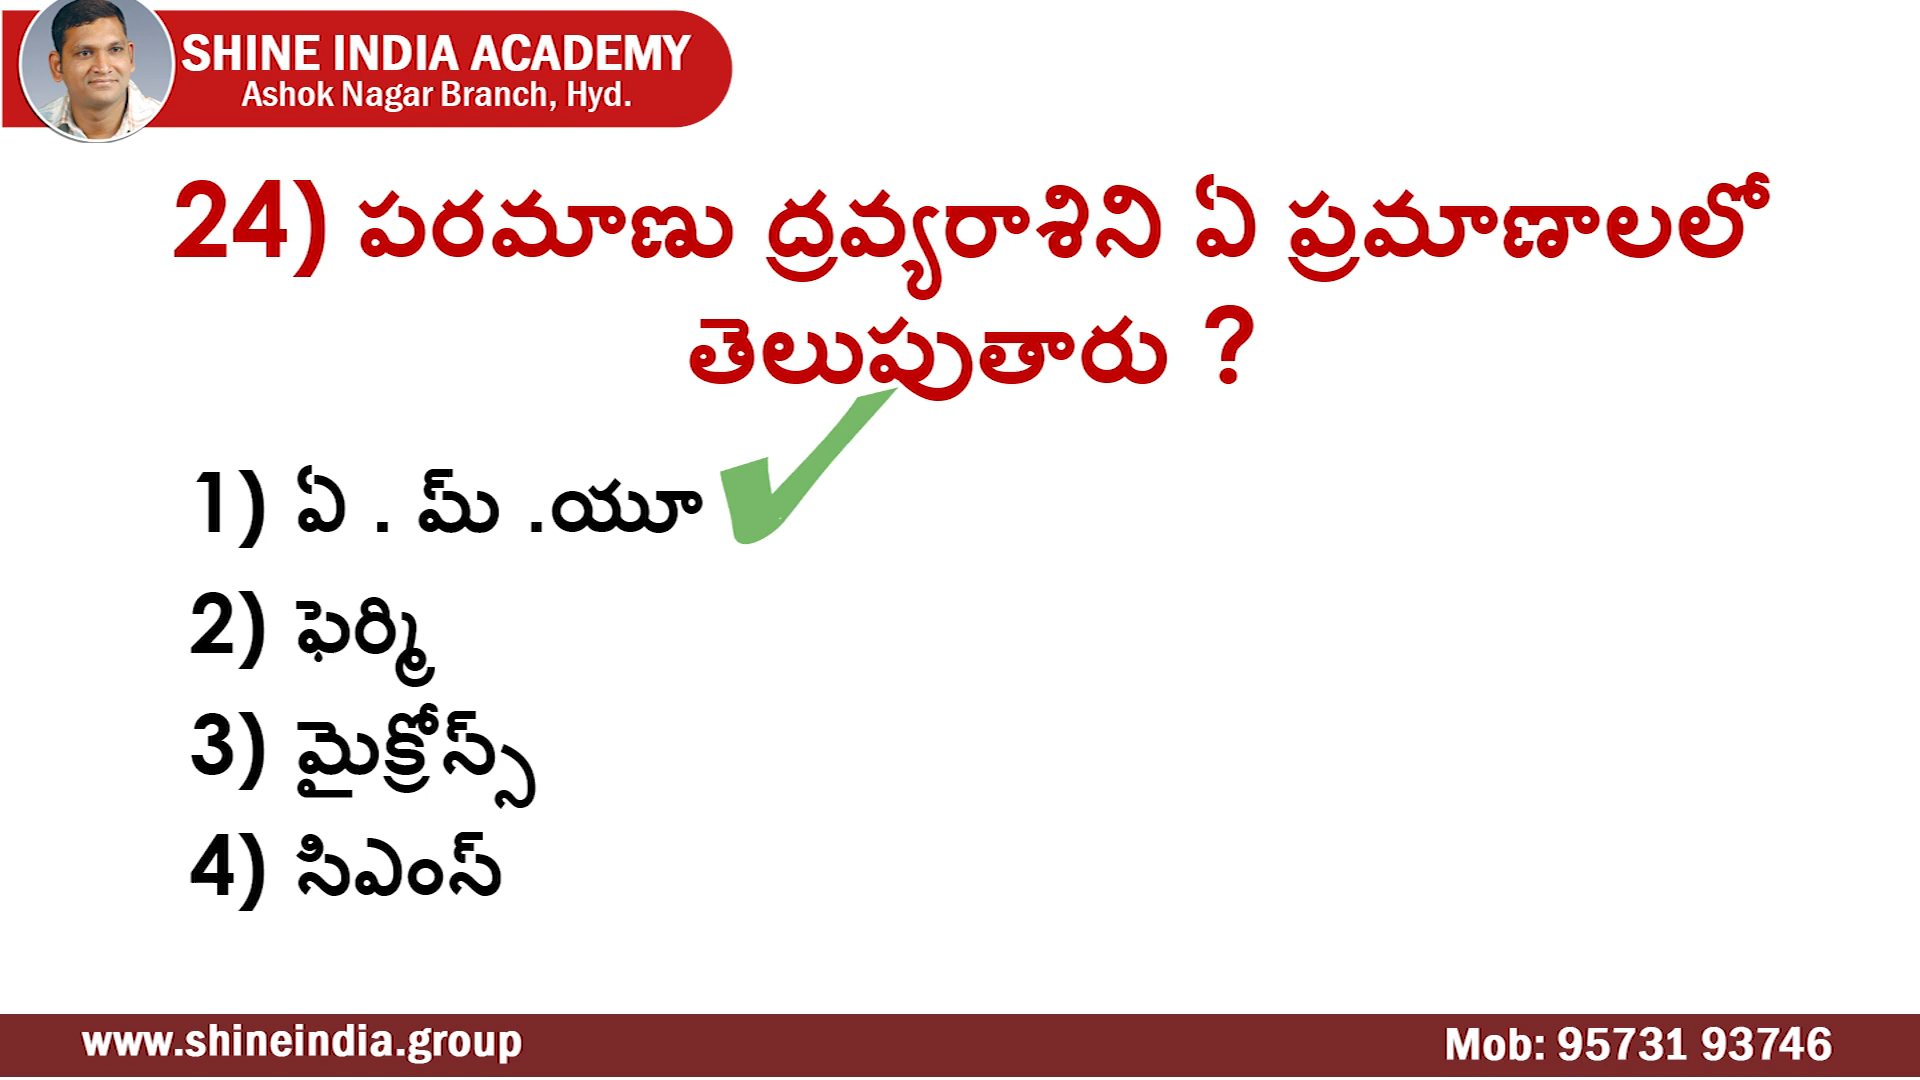 SHINE INDIA ACADEMY
Ashok Nagar Branch, Hyd.
24) పరమాణు ద్రవ్యరాశిని ఏ ప్రమాణాలలో
తెలుపుతారు ?
1) ఏ . మ్ .యూ
2) ఫెర్మి
3) మైక్రోస్స్
4) సిఎంస్
www.shineindia.group
Mob: 95731 93746